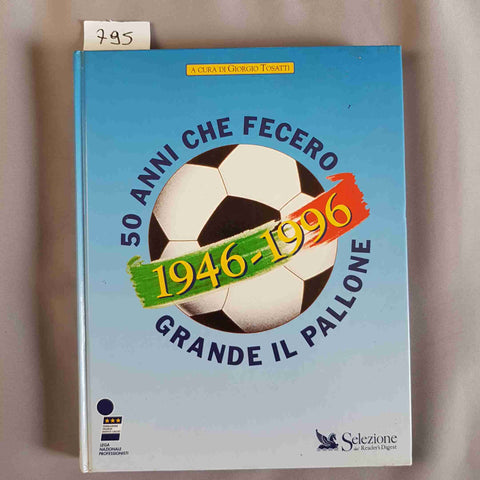 795
A CURA DI GIORGIO TOSATTI
50 ANNI CHE FECERO
1946-1996
GRANDE IL PALLONE
LEGA
NAZIONALE
PROFESSIONISTI
Selezione
dal Reader's Digest